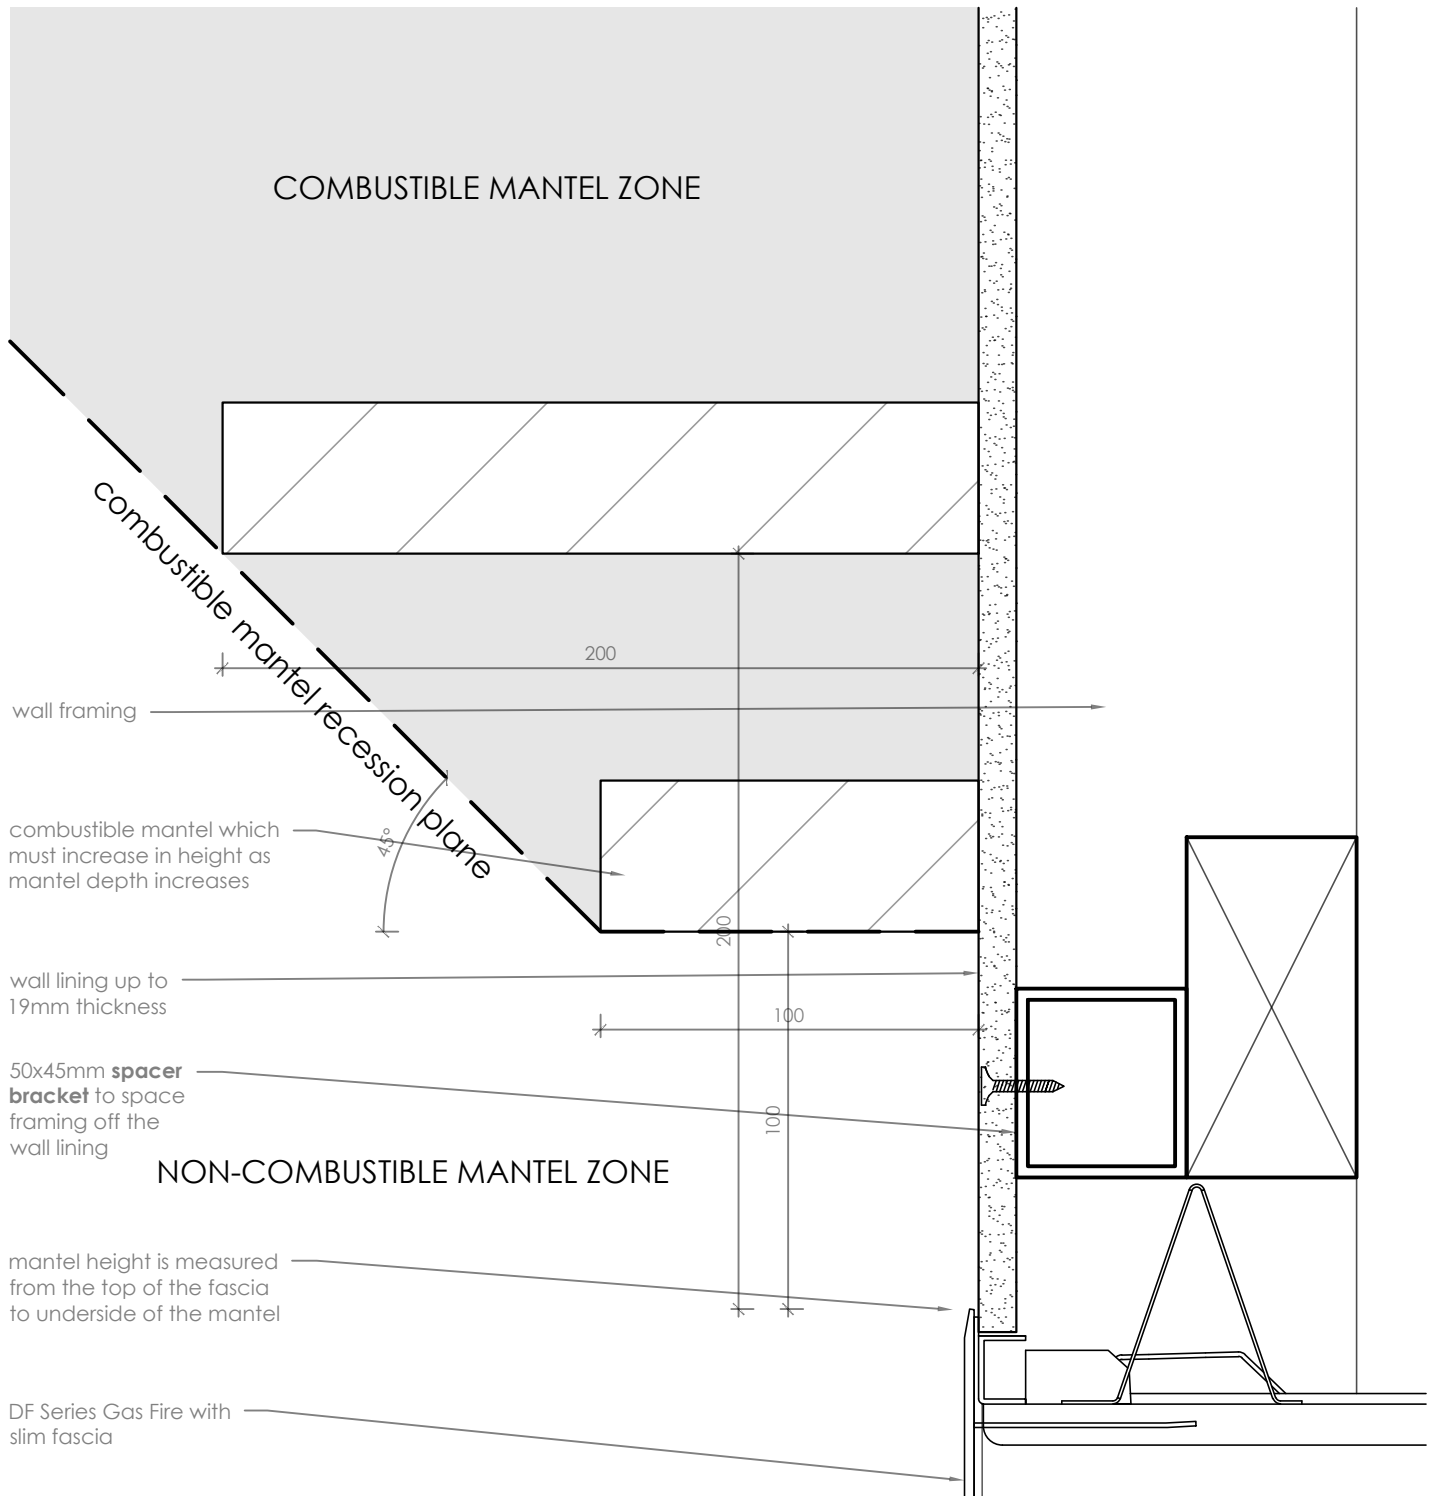 COMBUSTIBLE MANTEL ZONE
combustible mantel recession plane
200
wall framing
45°
combustible mantel which
must increase in height as
mantel depth increases
200
wall lining up to
19mm thickness
100
50x45mm spacer
bracket to space
framing off the
wall lining
100
NON-COMBUSTIBLE MANTEL ZONE
mantel height is measured
from the top of the fascia
to underside of the mantel
DF Series Gas Fire with
slim fascia